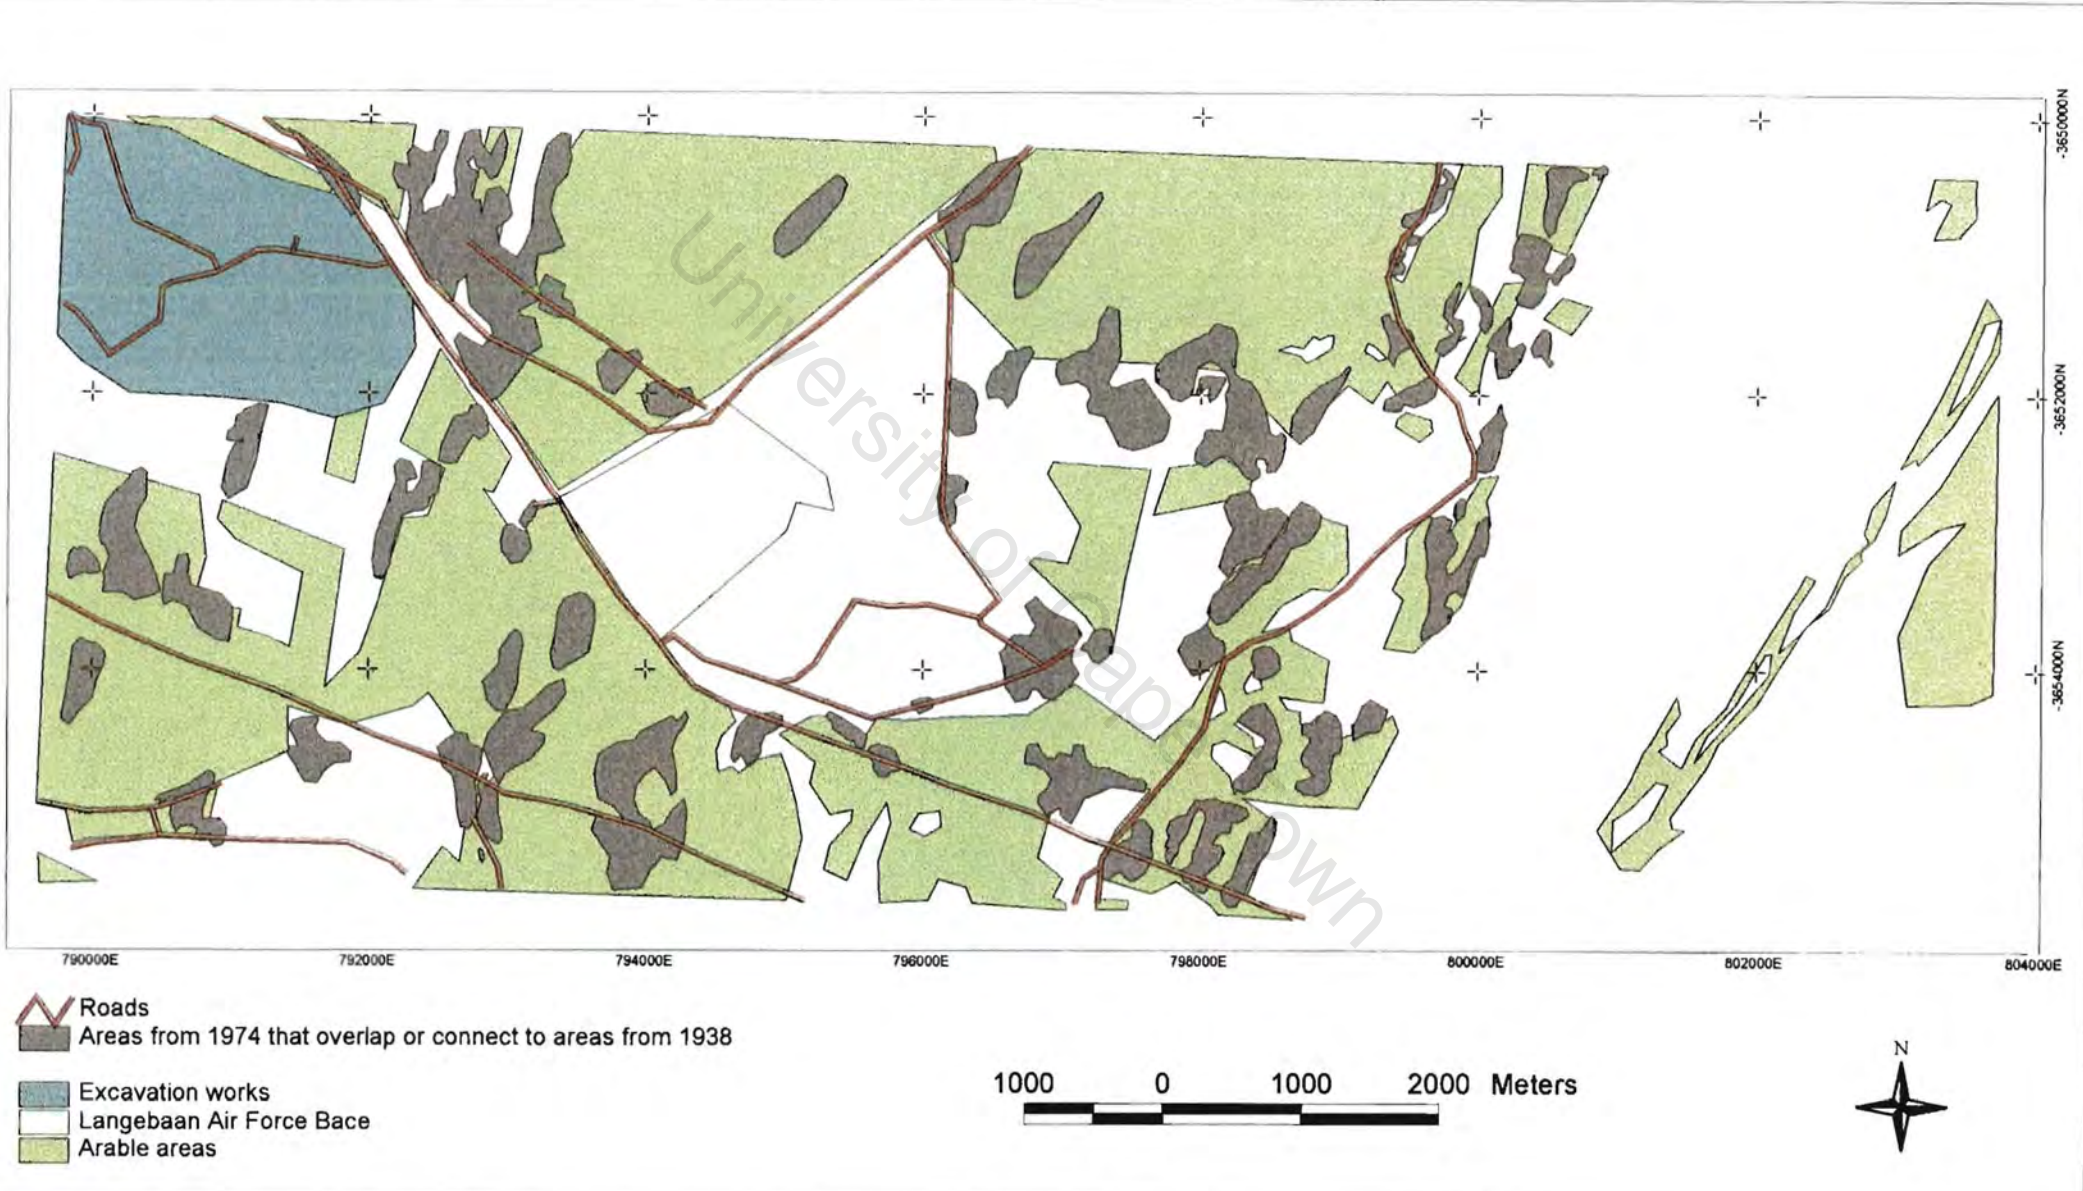 -3650000N
-3652000N
-3654000N
University of Cape Town
790000E 792000E 794000E 796000E 798000E 800000E 802000E 804000E
Roads
Areas from 1974 that overlap or connect to areas from 1938
Excavation works
Langebaan Air Force Bace
Arable areas
1000 0 1000 2000 Meters
N